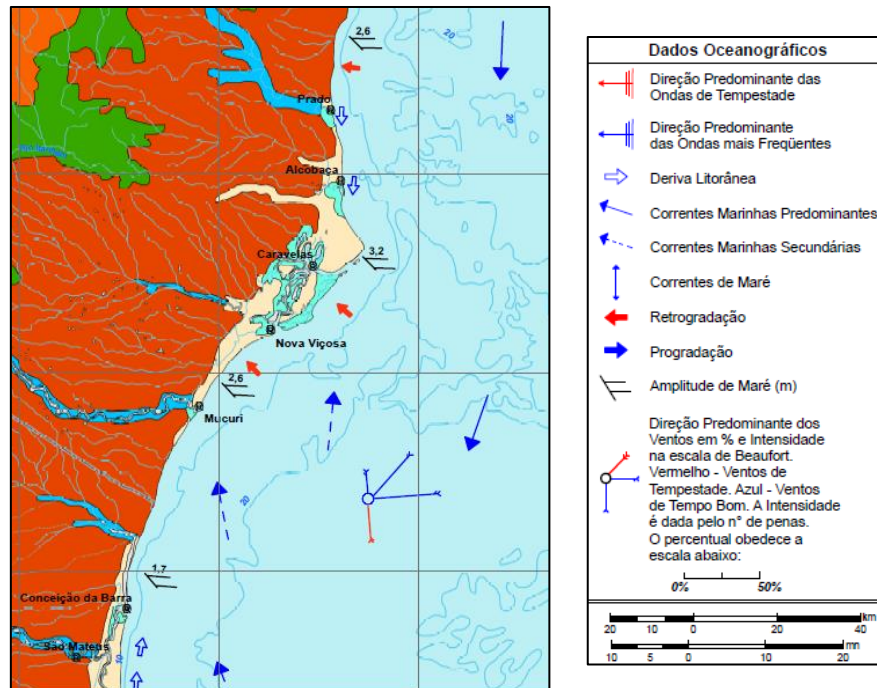 2,6
20
Prado
20
Alcobaça
Caravelas
3,2
Nova Viçosa
2,6
Mucuri
20
1,7
Conceição da Barra
São Mateus
10
Dados Oceanográficos
Direção Predominante das
Ondas de Tempestade
Direção Predominante
das Ondas mais Freqüentes
Deriva Litorânea
Correntes Marinhas Predominantes
Correntes Marinhas Secundárias
Correntes de Maré
Retrogradação
Progradação
Amplitude de Maré (m)
Direção Predominante dos
Ventos em % e Intensidade
na escala de Beaufort.
Vermelho - Ventos de
Tempestade. Azul - Ventos
de Tempo Bom. A Intensidade
é dada pelo n° de penas.
O percentual obedece a
escala abaixo:
0% 50%
km
20 10 0 20 40
10 5 0 10 20
mn